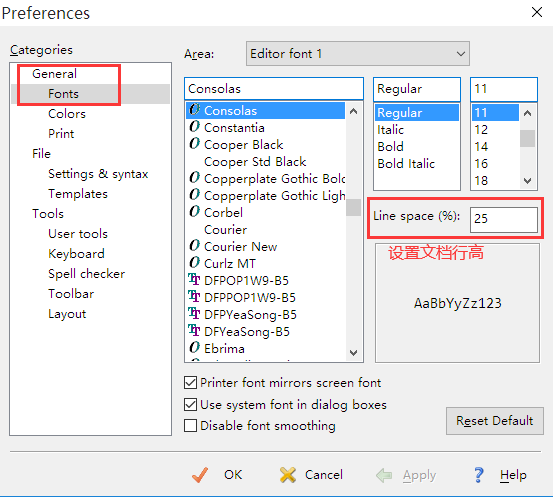 Preferences
Categories
General
Fonts
Colors
Print
File
Settings & syntax
Templates
Tools
User tools
Keyboard
Spell checker
Toolbar
Layout
Area: Editor font 1
Consolas
Consolas
Constantia
Cooper Black
Cooper Std Black
Copperplate Gothic Bold
Copperplate Gothic Ligh
Corbel
Courier
Courier New
Curlz MT
DFPOP1W9-B5
DFPPOP1W9-B5
DFPYeaSong-B5
DFYeaSong-B5
Ebrima
Regular
Regular
Italic
Bold
Bold Italic
11
11
12
14
16
18
Line space (%): 25
设置文档行高
AaBbYyZz123
Printer font mirrors screen font
Use system font in dialog boxes
Disable font smoothing
Reset Default
OK Cancel Apply Help